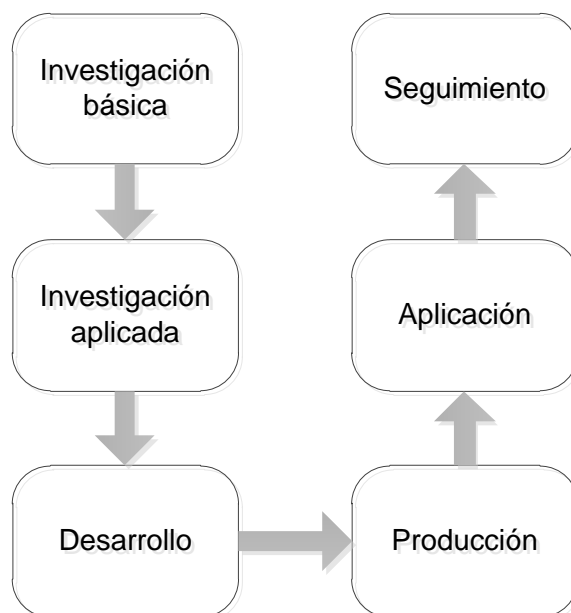 Investigación
básica
Investigación
aplicada
Desarrollo
Producción
Aplicación
Seguimiento